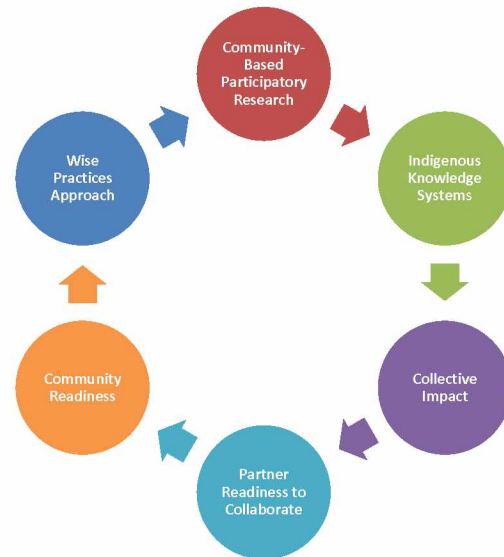 Community-
Based
Participatory
Research
Indigenous
Knowledge
Systems
Collective
Impact
Partner
Readiness to
Collaborate
Community
Readiness
Wise
Practices
Approach